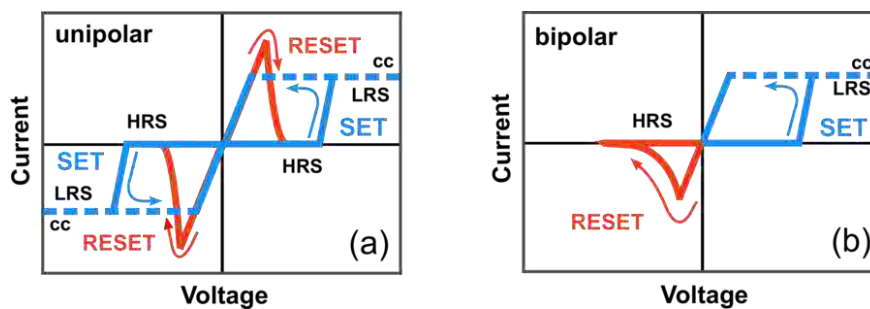 unipolar
RESET
cc
LRS
HRS
SET
SET
HRS
LRS
cc
RESET
(a)
Current
Voltage
bipolar
cc
HRS
LRS
SET
RESET
(b)
Current
Voltage